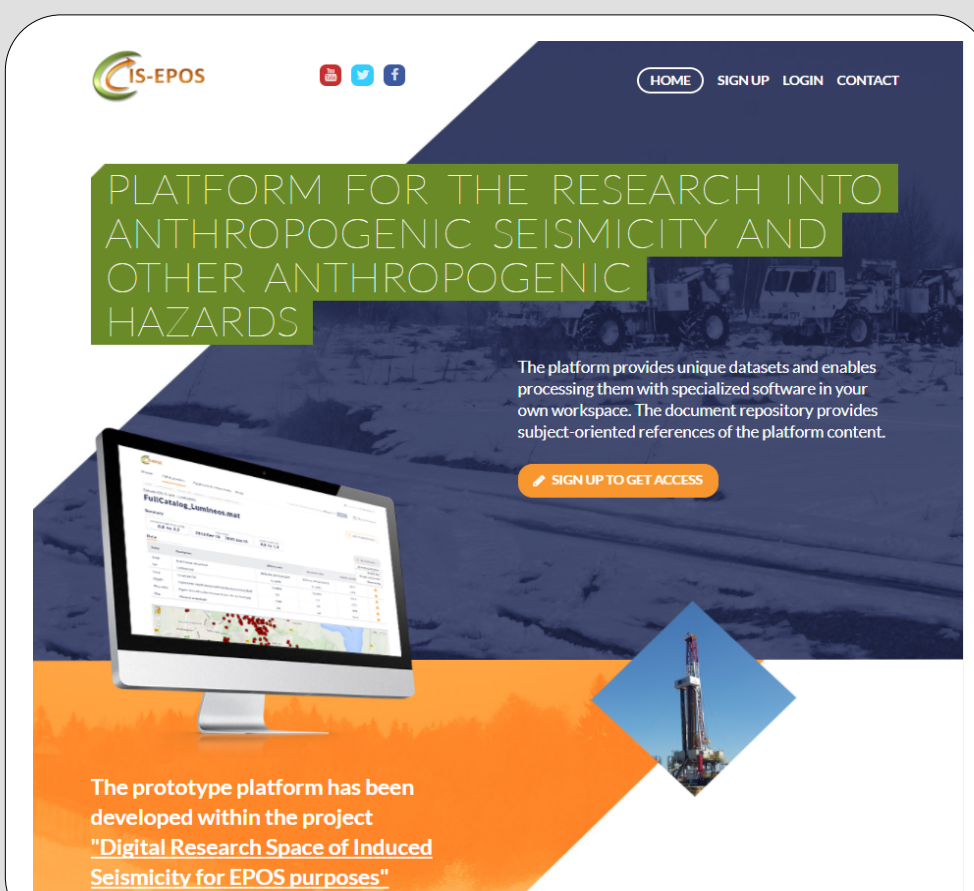 IS-EPOS
You
HOME SIGN UP LOGIN CONTACT
PLATFORM FOR THE RESEARCH INTO
ANTHROPOGENIC SEISMICITY AND
OTHER ANTHROPOGENIC
HAZARDS
The platform provides unique datasets and enables
processing them with specialized software in your
own workspace. The document repository provides
subject-oriented references of the platform content.
SIGN UP TO GET ACCESS
FullCatalog_Lumineos.mat
The prototype platform has been
developed within the project
"Digital Research Space of Induced
Seismicity for EPOS purposes"